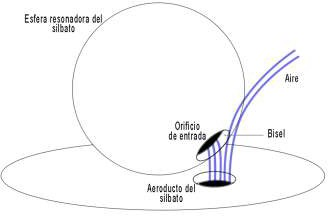 Esfera resonadora del
silbato
Aire
Orificio
de entrada
Bisel
Aeroducto del
silbato